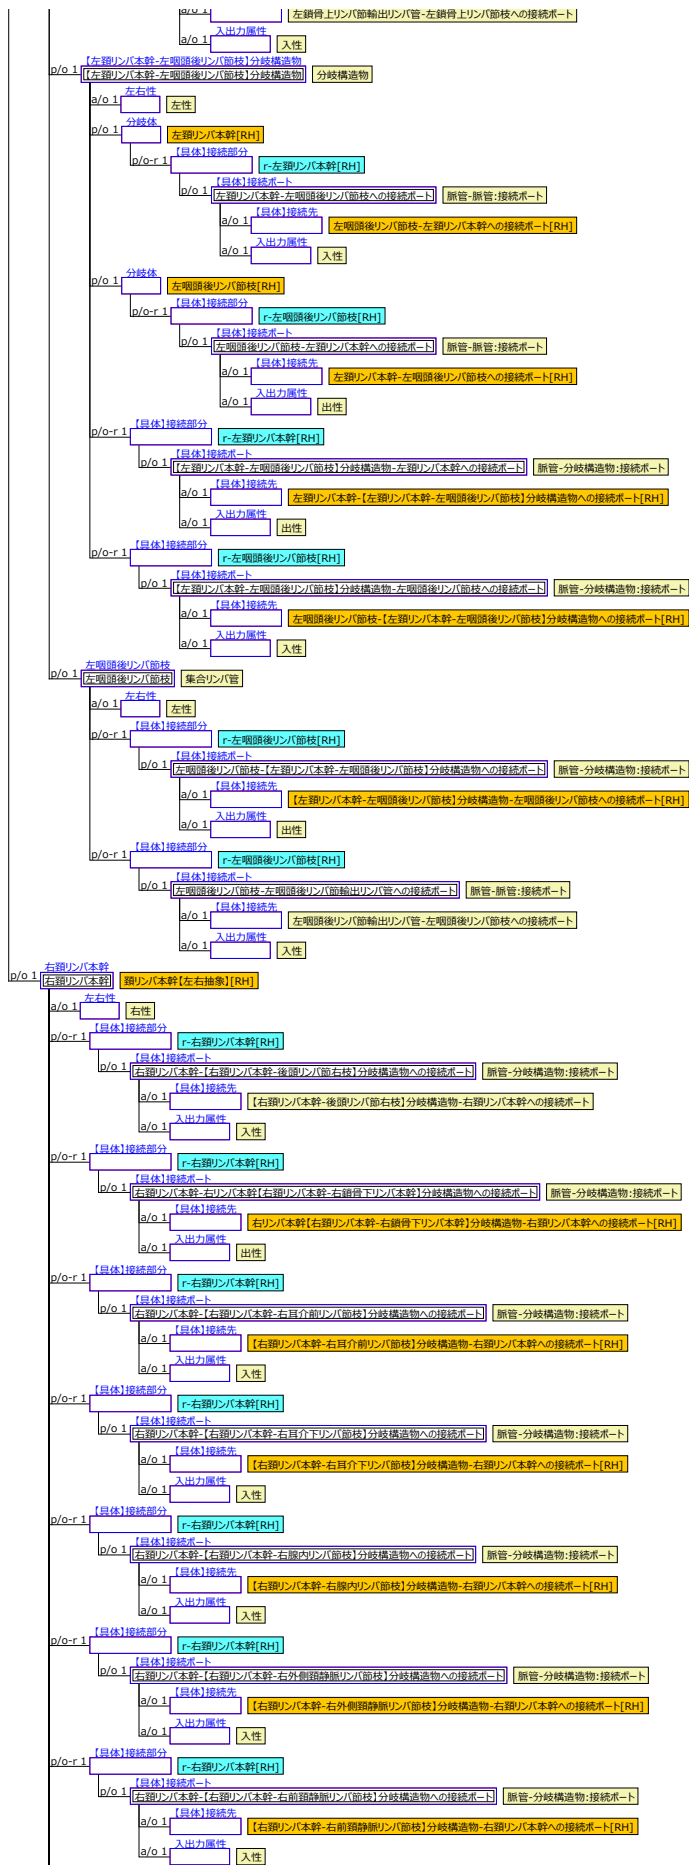 a/o 1 左鎖骨上リンパ節輸出リンパ管-左鎖骨上リンパ節枝への接続ポート
入出力属性
a/o 1 入性
【左頚リンパ本幹-左咽頭後リンパ節枝】分岐構造物
p/o 1 【左頚リンパ本幹-左咽頭後リンパ節枝】分岐構造物 分岐構造物
左右性
a/o 1 左性
分岐体
p/o 1 左頚リンパ本幹[RH]
【具体】接続部分
p/o-r 1 r-左頚リンパ本幹[RH]
【具体】接続ポート
p/o 1 左頚リンパ本幹-左咽頭後リンパ節枝への接続ポート 脈管-脈管:接続ポート
【具体】接続先
a/o 1 左咽頭後リンパ節枝-左頚リンパ本幹への接続ポート[RH]
入出力属性
a/o 1 入性
分岐体
p/o 1 左咽頭後リンパ節枝[RH]
【具体】接続部分
p/o-r 1 r-左咽頭後リンパ節枝[RH]
【具体】接続ポート
p/o 1 左咽頭後リンパ節枝-左頚リンパ本幹への接続ポート 脈管-脈管:接続ポート
【具体】接続先
a/o 1 左頚リンパ本幹-左咽頭後リンパ節枝への接続ポート[RH]
入出力属性
a/o 1 出性
【具体】接続部分
p/o-r 1 r-左頚リンパ本幹[RH]
【具体】接続ポート
p/o 1 【左頚リンパ本幹-左咽頭後リンパ節枝】分岐構造物-左頚リンパ本幹への接続ポート 脈管-分岐構造物:接続ポート
【具体】接続先
a/o 1 左頚リンパ本幹-【左頚リンパ本幹-左咽頭後リンパ節枝】分岐構造物への接続ポート[RH]
入出力属性
a/o 1 出性
【具体】接続部分
p/o-r 1 r-左咽頭後リンパ節枝[RH]
【具体】接続ポート
p/o 1 【左頚リンパ本幹-左咽頭後リンパ節枝】分岐構造物-左咽頭後リンパ節枝への接続ポート 脈管-分岐構造物:接続ポート
【具体】接続先
a/o 1 左咽頭後リンパ節枝-【左頚リンパ本幹-左咽頭後リンパ節枝】分岐構造物への接続ポート[RH]
入出力属性
a/o 1 入性
左咽頭後リンパ節枝
p/o 1 左咽頭後リンパ節枝 集合リンパ管
左右性
a/o 1 左性
【具体】接続部分
p/o-r 1 r-左咽頭後リンパ節枝[RH]
【具体】接続ポート
p/o 1 左咽頭後リンパ節枝-【左頚リンパ本幹-左咽頭後リンパ節枝】分岐構造物への接続ポート 脈管-分岐構造物:接続ポート
【具体】接続先
a/o 1 【左頚リンパ本幹-左咽頭後リンパ節枝】分岐構造物-左咽頭後リンパ節枝への接続ポート[RH]
入出力属性
a/o 1 出性
【具体】接続部分
p/o-r 1 r-左咽頭後リンパ節枝[RH]
【具体】接続ポート
p/o 1 左咽頭後リンパ節枝-左咽頭後リンパ節輸出リンパ管への接続ポート 脈管-脈管:接続ポート
【具体】接続先
a/o 1 左咽頭後リンパ節輸出リンパ管-左咽頭後リンパ節枝への接続ポート
入出力属性
a/o 1 入性
右頚リンパ本幹
p/o 1 右頚リンパ本幹 頚リンパ本幹【左右抽象】[RH]
左右性
a/o 1 右性
【具体】接続部分
p/o-r 1 r-右頚リンパ本幹[RH]
【具体】接続ポート
p/o 1 右頚リンパ本幹-【右頚リンパ本幹-後頭リンパ節右枝】分岐構造物への接続ポート 脈管-分岐構造物:接続ポート
【具体】接続先
a/o 1 【右頚リンパ本幹-後頭リンパ節右枝】分岐構造物-右頚リンパ本幹への接続ポート
入出力属性
a/o 1 入性
【具体】接続部分
p/o-r 1 r-右頚リンパ本幹[RH]
【具体】接続ポート
p/o 1 右頚リンパ本幹-右リンパ本幹【右頚リンパ本幹-右鎖骨下リンパ本幹】分岐構造物への接続ポート 脈管-分岐構造物:接続ポート
【具体】接続先
a/o 1 右リンパ本幹【右頚リンパ本幹-右鎖骨下リンパ本幹】分岐構造物-右頚リンパ本幹への接続ポート[RH]
入出力属性
a/o 1 出性
【具体】接続部分
p/o-r 1 r-右頚リンパ本幹[RH]
【具体】接続ポート
p/o 1 右頚リンパ本幹-【右頚リンパ本幹-右耳介前リンパ節枝】分岐構造物への接続ポート 脈管-分岐構造物:接続ポート
【具体】接続先
a/o 1 【右頚リンパ本幹-右耳介前リンパ節枝】分岐構造物-右頚リンパ本幹への接続ポート[RH]
入出力属性
a/o 1 入性
【具体】接続部分
p/o-r 1 r-右頚リンパ本幹[RH]
【具体】接続ポート
p/o 1 右頚リンパ本幹-【右頚リンパ本幹-右耳介下リンパ節枝】分岐構造物への接続ポート 脈管-分岐構造物:接続ポート
【具体】接続先
a/o 1 【右頚リンパ本幹-右耳介下リンパ節枝】分岐構造物-右頚リンパ本幹への接続ポート[RH]
入出力属性
a/o 1 入性
【具体】接続部分
p/o-r 1 r-右頚リンパ本幹[RH]
【具体】接続ポート
p/o 1 右頚リンパ本幹-【右頚リンパ本幹-右腺内リンパ節枝】分岐構造物への接続ポート 脈管-分岐構造物:接続ポート
【具体】接続先
a/o 1 【右頚リンパ本幹-右腺内リンパ節枝】分岐構造物-右頚リンパ本幹への接続ポート[RH]
入出力属性
a/o 1 入性
【具体】接続部分
p/o-r 1 r-右頚リンパ本幹[RH]
【具体】接続ポート
p/o 1 右頚リンパ本幹-【右頚リンパ本幹-右外側頚静脈リンパ節枝】分岐構造物への接続ポート 脈管-分岐構造物:接続ポート
【具体】接続先
a/o 1 【右頚リンパ本幹-右外側頚静脈リンパ節枝】分岐構造物-右頚リンパ本幹への接続ポート[RH]
入出力属性
a/o 1 入性
【具体】接続部分
p/o-r 1 r-右頚リンパ本幹[RH]
【具体】接続ポート
p/o 1 右頚リンパ本幹-【右頚リンパ本幹-右前頚静脈リンパ節枝】分岐構造物への接続ポート 脈管-分岐構造物:接続ポート
【具体】接続先
a/o 1 【右頚リンパ本幹-右前頚静脈リンパ節枝】分岐構造物-右頚リンパ本幹への接続ポート[RH]
入出力属性
a/o 1 入性